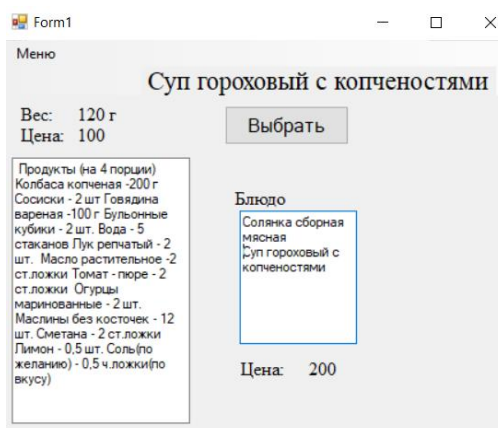 Form1
Меню
Суп гороховый с копченостями
Вес: 120 г
Цена: 100
Выбрать
Продукты (на 4 порции)
Колбаса копченая -200 г
Сосиски - 2 шт Говядина
вареная -100 г Бульонные
кубики - 2 шт. Вода - 5
стаканов Лук репчатый - 2
шт. Масло растительное -2
ст.ложки Томат - пюре - 2
ст.ложки Огурцы
маринованные - 2 шт.
Маслины без косточек - 12
шт. Сметана - 2 ст.ложки
Лимон - 0,5 шт. Соль(по
желанию) - 0,5 ч.ложки(по
вкусу)
Блюдо
Солянка сборная
мясная
Суп гороховый с
копченостями
Цена: 200